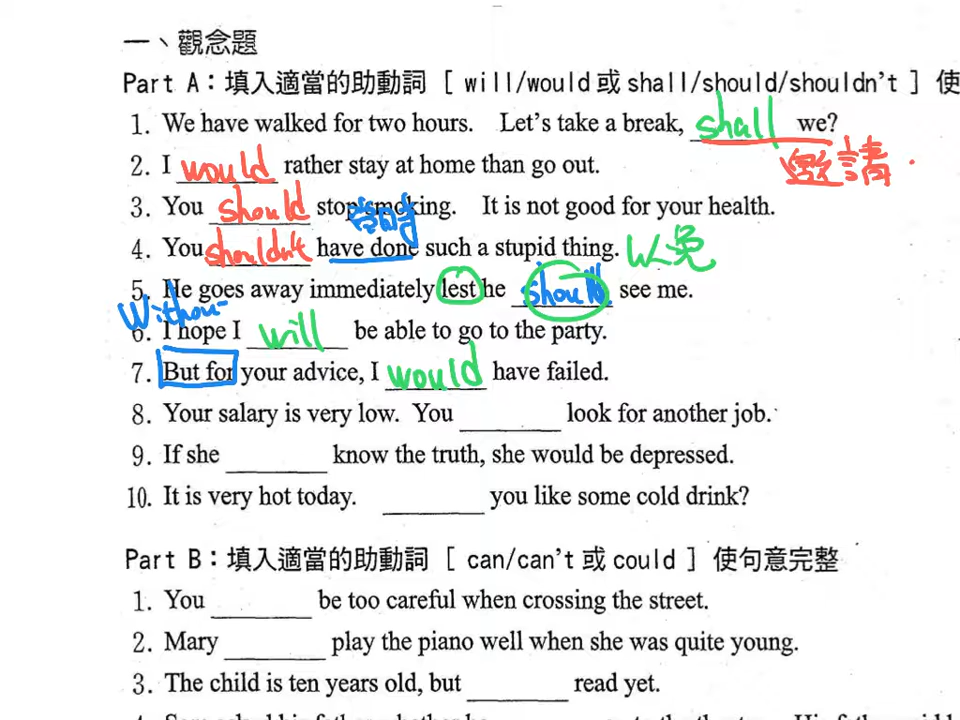 一、觀念題
Part A：填入適當的助動詞［ will/would 或 shall/should/shouldn't ］使
1. We have walked for two hours. Let's take a break, shall we?
邀請
2. I would rather stay at home than go out.
3. You should stop smoking. It is not good for your health.
當時
4. You shouldn't have done such a stupid thing. 以免
5. He goes away immediately lest he should see me.
6. I hope I will be able to go to the party.
7. But for your advice, I would have failed.
8. Your salary is very low. You ______ look for another job.
9. If she ______ know the truth, she would be depressed.
10. It is very hot today. ______ you like some cold drink?
Part B：填入適當的助動詞［ can/can't 或 could ］使句意完整
1. You ______ be too careful when crossing the street.
2. Mary ______ play the piano well when she was quite young.
3. The child is ten years old, but ______ read yet.